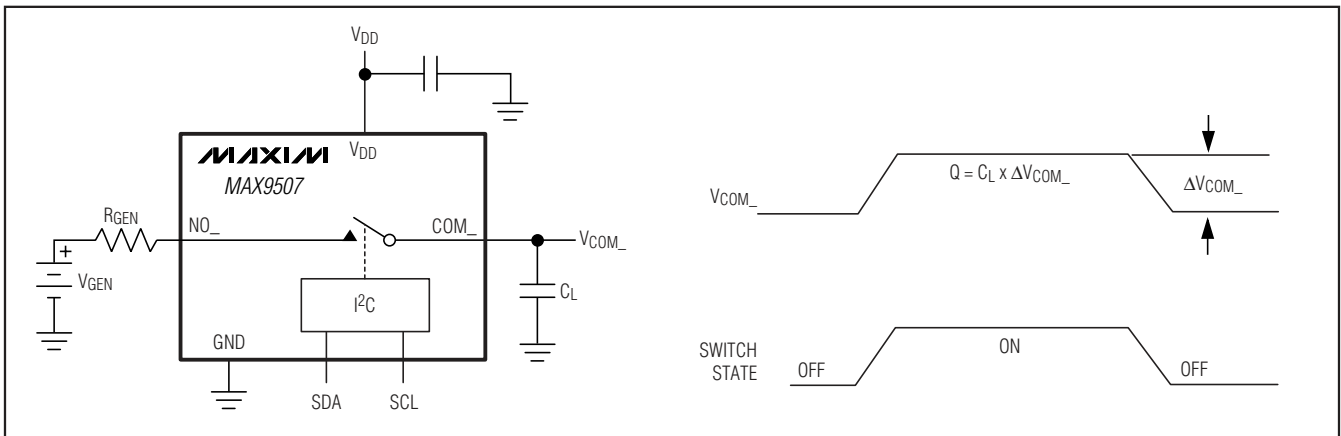 VDD
VDD
MAXIM
MAX9507
RGEN
NO_
COM_
VCOM_
+
VGEN
CL
I2C
GND
SDA
SCL
VCOM_
Q = CL x ΔVCOM_
ΔVCOM_
SWITCH
STATE
OFF
ON
OFF